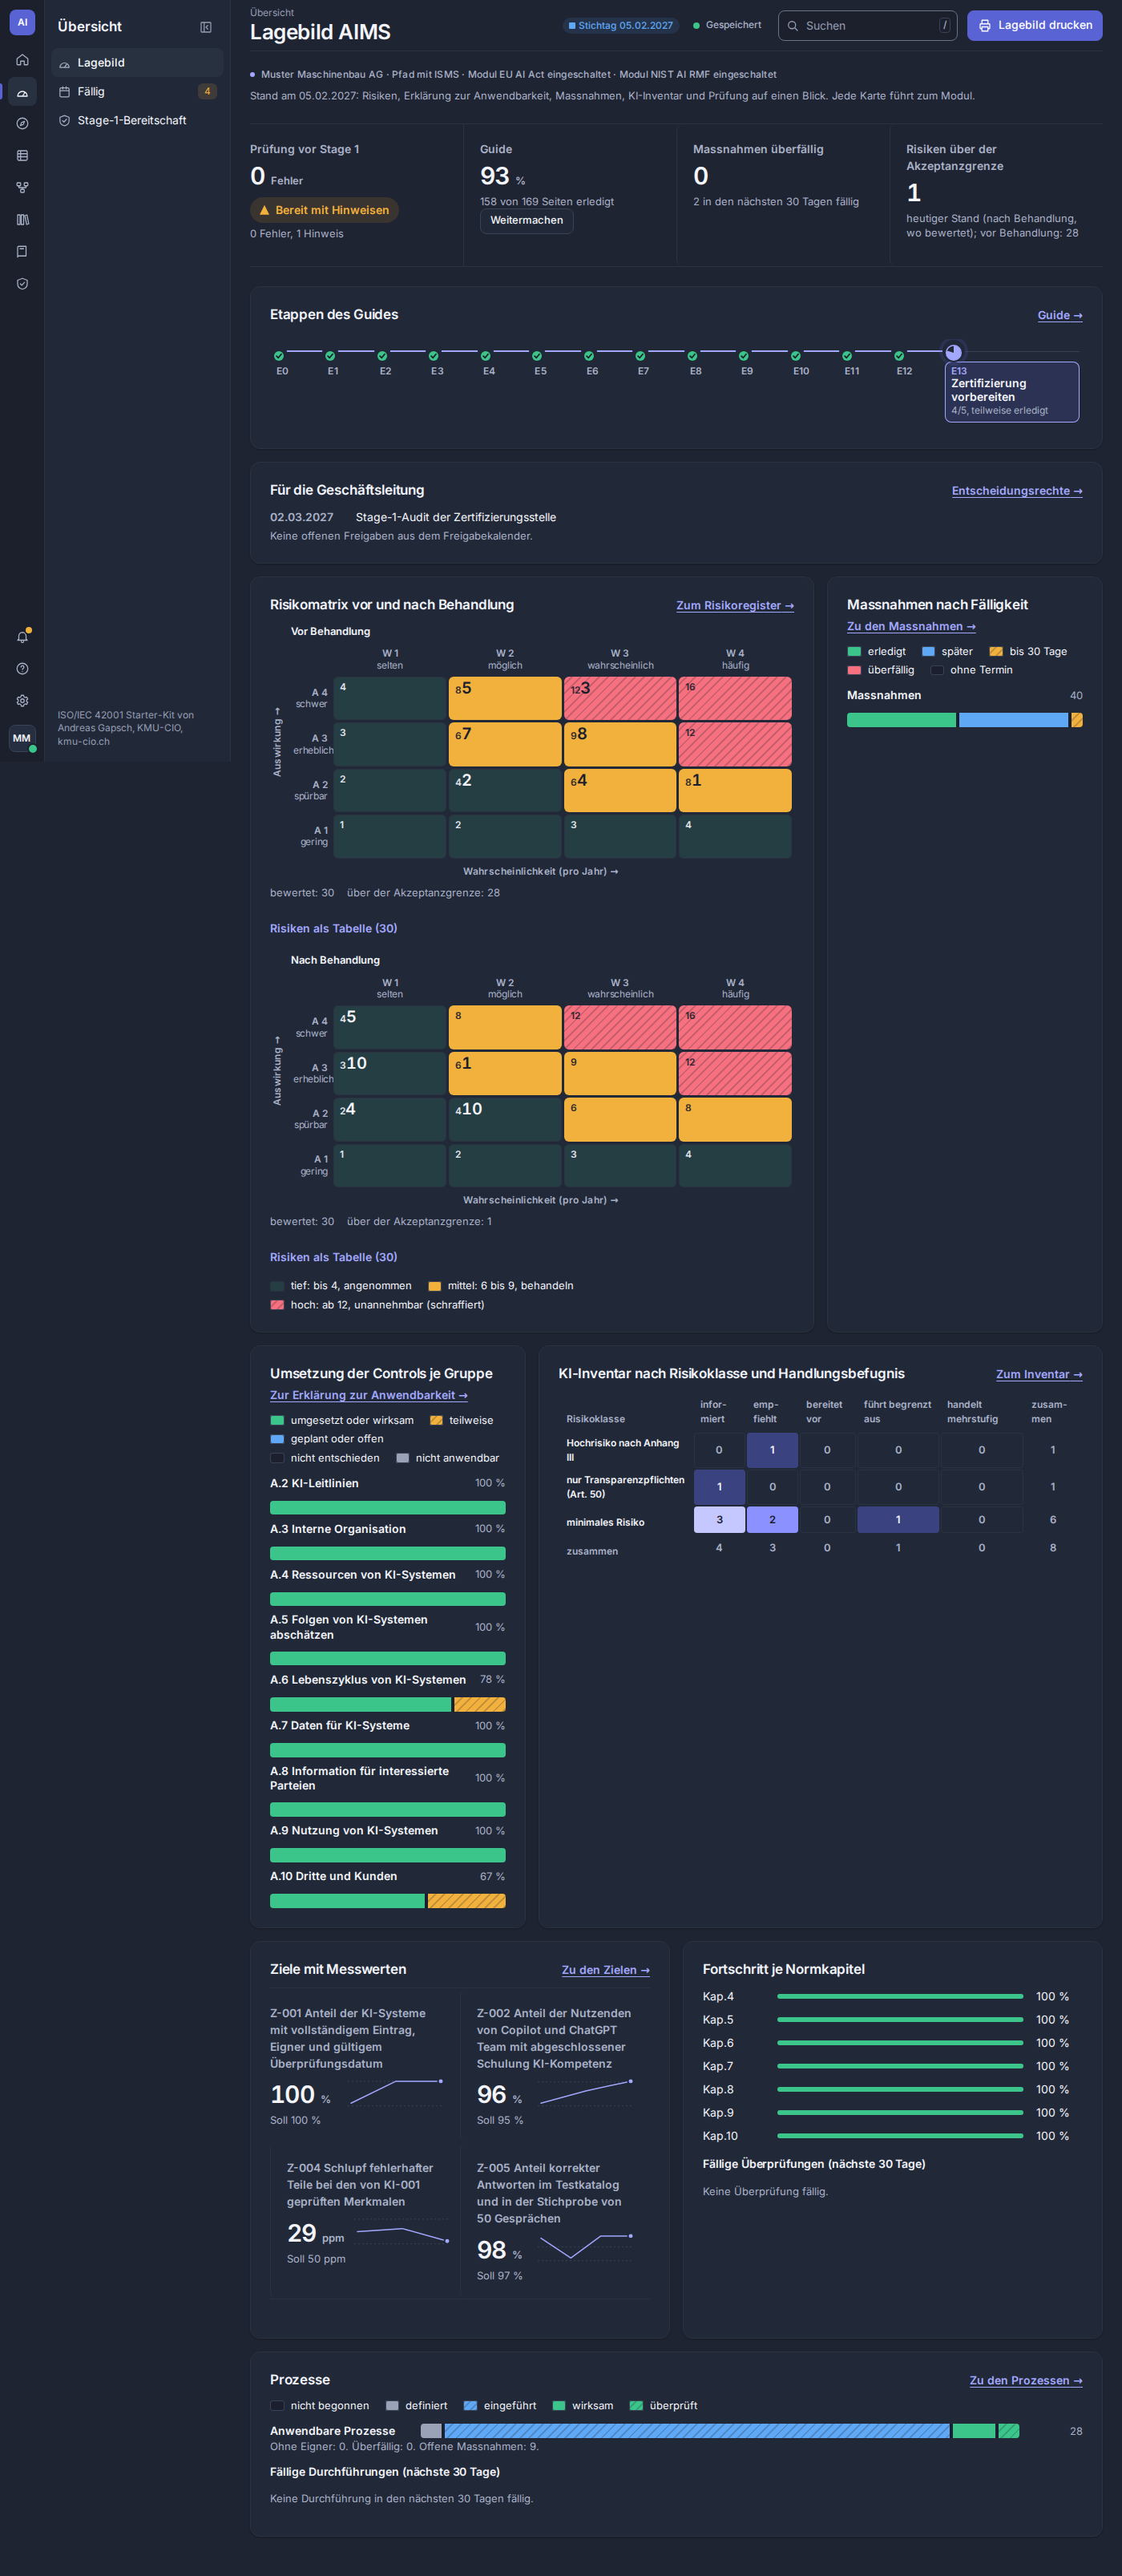 AI
Übersicht
Lagebild
Fällig
4
Stage-1-Bereitschaft
MM
ISO/IEC 42001 Starter-Kit von
Andreas Gapsch, KMU-CIO,
kmu-cio.ch
Übersicht
Lagebild AIMS
Stichtag 05.02.2027
Gespeichert
Suchen
/
Lagebild drucken
Muster Maschinenbau AG · Pfad mit ISMS · Modul EU AI Act eingeschaltet · Modul NIST AI RMF eingeschaltet
Stand am 05.02.2027: Risiken, Erklärung zur Anwendbarkeit, Massnahmen, KI-Inventar und Prüfung auf einen Blick. Jede Karte führt zum Modul.
Prüfung vor Stage 1
0 Fehler
Bereit mit Hinweisen
0 Fehler, 1 Hinweis
Guide
93 %
158 von 169 Seiten erledigt
Weitermachen
Massnahmen überfällig
0
2 in den nächsten 30 Tagen fällig
Risiken über der
Akzeptanzgrenze
1
heutiger Stand (nach Behandlung,
wo bewertet); vor Behandlung: 28
Etappen des Guides
Guide →
E0 E1 E2 E3 E4 E5 E6 E7 E8 E9 E10 E11 E12
E13
Zertifizierung
vorbereiten
4/5, teilweise erledigt
Für die Geschäftsleitung
Entscheidungsrechte →
02.03.2027 Stage-1-Audit der Zertifizierungsstelle
Keine offenen Freigaben aus dem Freigabekalender.
Risikomatrix vor und nach Behandlung
Zum Risikoregister →
Vor Behandlung
W 1 W 2 W 3 W 4
selten möglich wahrscheinlich häufig
Auswirkung →
A 4 schwer 4 8 5 12 3 16
A 3 erheblich 3 6 7 9 8 12
A 2 spürbar 2 4 2 6 4 8 1
A 1 gering 1 2 3 4
Wahrscheinlichkeit (pro Jahr) →
bewertet: 30 über der Akzeptanzgrenze: 28
Risiken als Tabelle (30)
Nach Behandlung
W 1 W 2 W 3 W 4
selten möglich wahrscheinlich häufig
Auswirkung →
A 4 schwer 4 5 8 12 16
A 3 erheblich 3 10 6 1 9 12
A 2 spürbar 2 4 4 10 6 8
A 1 gering 1 2 3 4
Wahrscheinlichkeit (pro Jahr) →
bewertet: 30 über der Akzeptanzgrenze: 1
Risiken als Tabelle (30)
tief: bis 4, angenommen mittel: 6 bis 9, behandeln
hoch: ab 12, unannehmbar (schraffiert)
Massnahmen nach Fälligkeit
Zu den Massnahmen →
erledigt später bis 30 Tage
überfällig ohne Termin
Massnahmen 40
Umsetzung der Controls je Gruppe
Zur Erklärung zur Anwendbarkeit →
umgesetzt oder wirksam teilweise
geplant oder offen
nicht entschieden nicht anwendbar
A.2 KI-Leitlinien 100 %
A.3 Interne Organisation 100 %
A.4 Ressourcen von KI-Systemen 100 %
A.5 Folgen von KI-Systemen
abschätzen 100 %
A.6 Lebenszyklus von KI-Systemen 78 %
A.7 Daten für KI-Systeme 100 %
A.8 Information für interessierte
Parteien 100 %
A.9 Nutzung von KI-Systemen 100 %
A.10 Dritte und Kunden 67 %
KI-Inventar nach Risikoklasse und Handlungsbefugnis
Zum Inventar →
Risikoklasse infor-miert emp-fiehlt bereitet vor führt begrenzt aus handelt mehrstufig zusam-men
Hochrisiko nach Anhang III 0 1 0 0 0 1
nur Transparenzpflichten (Art. 50) 1 0 0 0 0 1
minimales Risiko 3 2 0 1 0 6
zusammen 4 3 0 1 0 8
Ziele mit Messwerten
Zu den Zielen →
Z-001 Anteil der KI-Systeme
mit vollständigem Eintrag,
Eigner und gültigem
Überprüfungsdatum
100 %
Soll 100 %
Z-002 Anteil der Nutzenden
von Copilot und ChatGPT
Team mit abgeschlossener
Schulung KI-Kompetenz
96 %
Soll 95 %
Z-004 Schlupf fehlerhafter
Teile bei den von KI-001
geprüften Merkmalen
29 ppm
Soll 50 ppm
Z-005 Anteil korrekter
Antworten im Testkatalog
und in der Stichprobe von
50 Gesprächen
98 %
Soll 97 %
Fortschritt je Normkapitel
Kap.4 100 %
Kap.5 100 %
Kap.6 100 %
Kap.7 100 %
Kap.8 100 %
Kap.9 100 %
Kap.10 100 %
Fällige Überprüfungen (nächste 30 Tage)
Keine Überprüfung fällig.
Prozesse
Zu den Prozessen →
nicht begonnen definiert eingeführt wirksam überprüft
Anwendbare Prozesse 28
Ohne Eigner: 0. Überfällig: 0. Offene Massnahmen: 9.
Fällige Durchführungen (nächste 30 Tage)
Keine Durchführung in den nächsten 30 Tagen fällig.